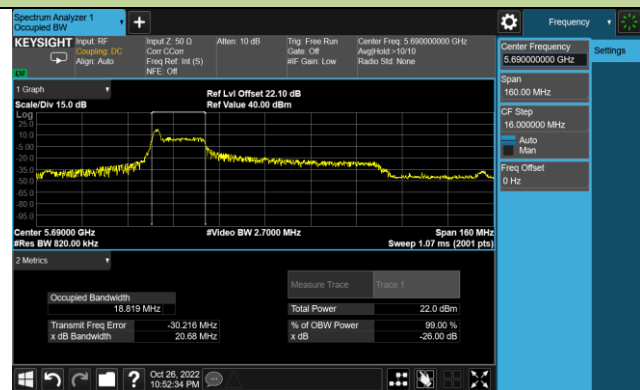 Spectrum Analyzer 1
Occupied BW
Frequency
KEYSIGHT
Input: RF
Coupling: DC
Align: Auto
Input Z: 50 Ω
Corr CCorr
Freq Ref: Int (S)
NFE: Off
Atten: 10 dB
Trig: Free Run
Gate: Off
#IF Gain: Low
Center Freq: 5.690000000 GHz
Avg|Hold:>10/10
Radio Std: None
Center Frequency
5.690000000 GHz
Settings
Span
160.00 MHz
CF Step
16.000000 MHz
Auto
Man
Freq Offset
0 Hz
1 Graph
Scale/Div 15.0 dB
Ref Lvl Offset 22.10 dB
Ref Value 40.00 dBm
Log
25.0
10.0
-5.00
-20.0
-35.0
-50.0
-65.0
-80.0
-95.0
Center 5.69000 GHz
#Res BW 820.00 kHz
#Video BW 2.7000 MHz
Span 160 MHz
Sweep 1.07 ms (2001 pts)
2 Metrics
Measure Trace
Trace 1
Occupied Bandwidth
18.819 MHz
Total Power
22.0 dBm
Transmit Freq Error
-30.216 MHz
% of OBW Power
99.00 %
x dB Bandwidth
20.68 MHz
x dB
-26.00 dB
Oct 26, 2022
10:52:34 PM